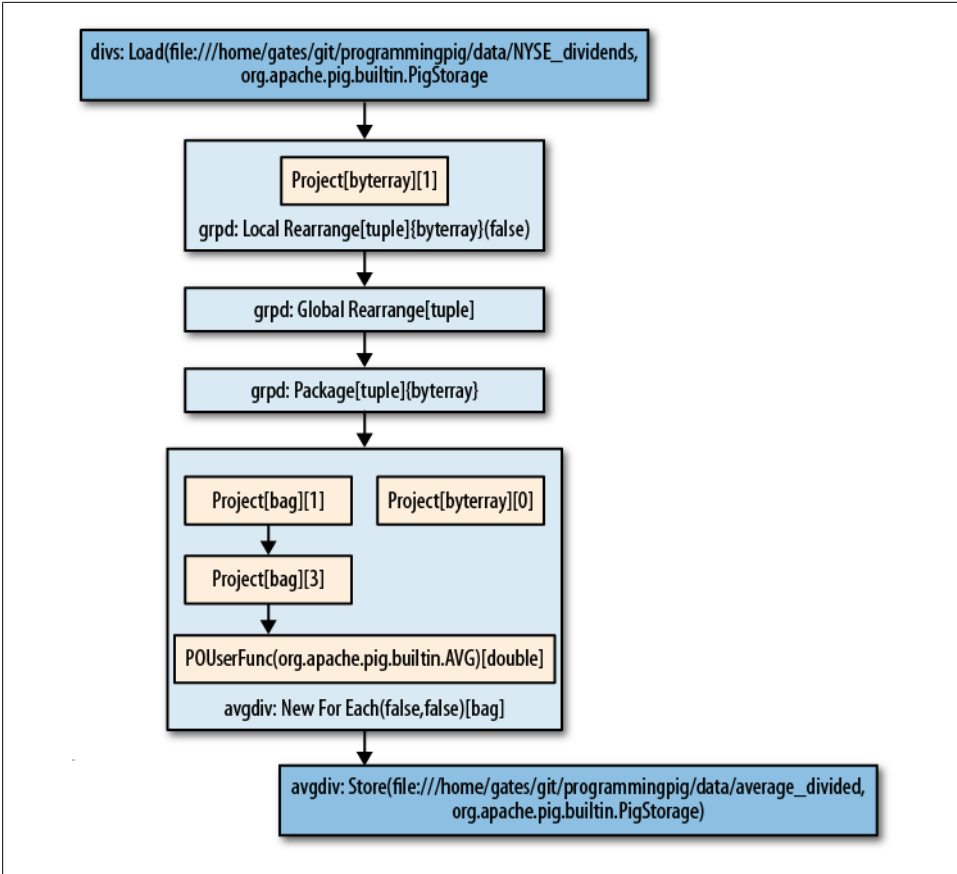 divs: Load(file:///home/gates/git/programmingpig/data/NYSE_dividends,
org.apache.pig.builtin.PigStorage
Project[byterray][1]
grpd: Local Rearrange[tuple]{byterray}(false)
grpd: Global Rearrange[tuple]
grpd: Package[tuple]{byterray}
Project[bag][1]
Project[byterray][0]
Project[bag][3]
POUserFunc(org.apache.pig.builtin.AVG)[double]
avgdiv: New For Each(false,false)[bag]
avgdiv: Store(file:///home/gates/git/programmingpig/data/average_divided,
org.apache.pig.builtin.PigStorage)